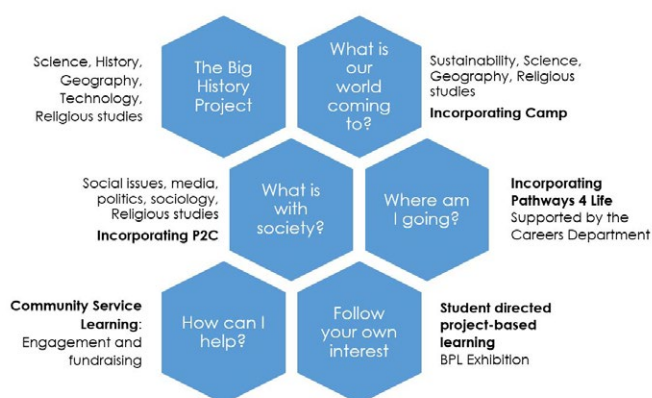 Science, History,
Geography,
Technology,
Religious studies
The Big
History
Project
What is
our
world
coming
to?
Sustainability, Science,
Geography, Religious
studies
Incorporating Camp
Social issues, media,
politics, sociology,
Religious studies
Incorporating P2C
What is
with
society?
Where am
I going?
Incorporating
Pathways 4 Life
Supported by the
Careers Department
Community Service
Learning:
Engagement and
fundraising
How can I
help?
Follow
your own
interest
Student directed
project-based
learning
BPL Exhibition